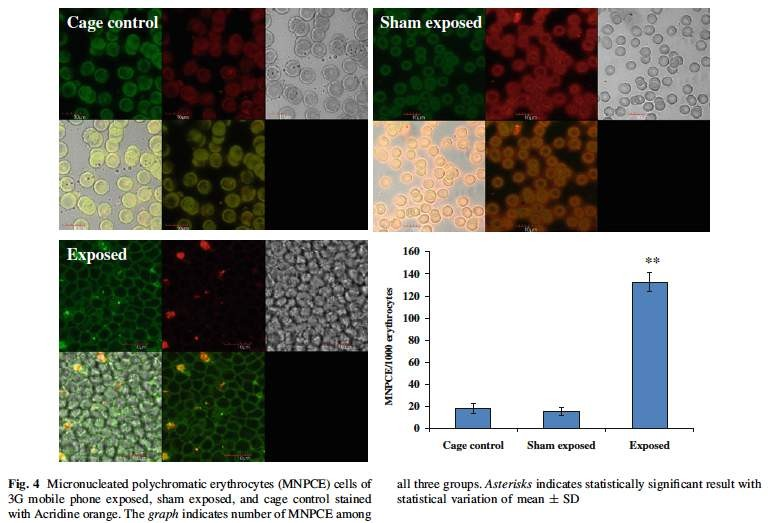 Cage control
Sham exposed
Exposed
160
140
120
100
80
60
40
20
0
MNPCE/1000 erythrocytes
**
Cage control
Sham exposed
Exposed
Fig. 4 Micronucleated polychromatic erythrocytes (MNPCE) cells of
3G mobile phone exposed, sham exposed, and cage control stained
with Acridine orange. The graph indicates number of MNPCE among
all three groups. Asterisks indicates statistically significant result with
statistical variation of mean ± SD